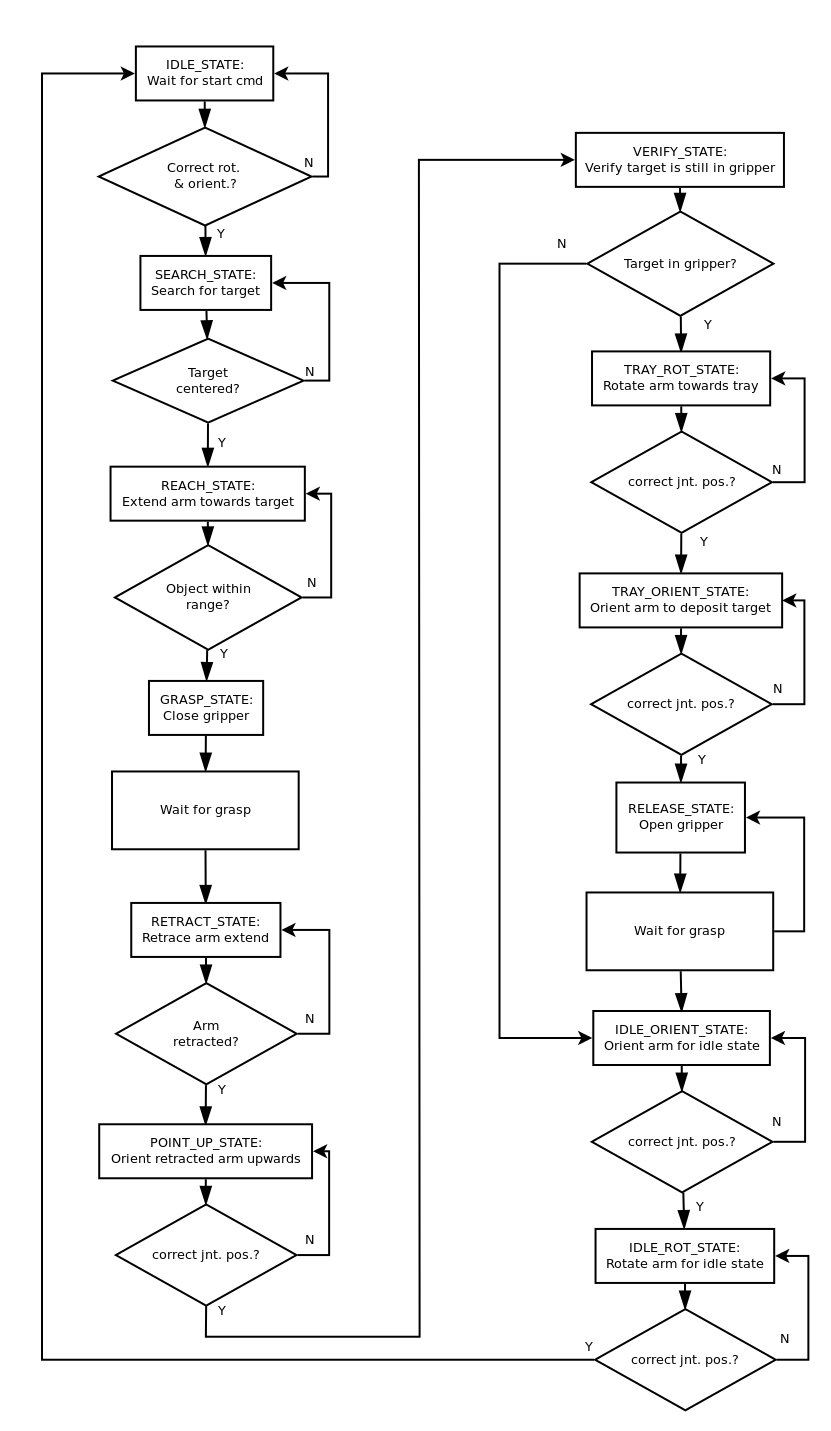 IDLE_STATE:
Wait for start cmd
Correct rot.
& orient.?
N
Y
SEARCH_STATE:
Search for target
Target
centered?
N
Y
REACH_STATE:
Extend arm towards target
Object within
range?
N
Y
GRASP_STATE:
Close gripper
Wait for grasp
RETRACT_STATE:
Retrace arm extend
Arm
retracted?
N
Y
POINT_UP_STATE:
Orient retracted arm upwards
correct jnt. pos.?
N
Y
VERIFY_STATE:
Verify target is still in gripper
N
Target in gripper?
Y
TRAY_ROT_STATE:
Rotate arm towards tray
correct jnt. pos.?
N
Y
TRAY_ORIENT_STATE:
Orient arm to deposit target
correct jnt. pos.?
N
Y
RELEASE_STATE:
Open gripper
Wait for grasp
IDLE_ORIENT_STATE:
Orient arm for idle state
correct jnt. pos.?
N
Y
IDLE_ROT_STATE:
Rotate arm for idle state
correct jnt. pos.?
N
Y